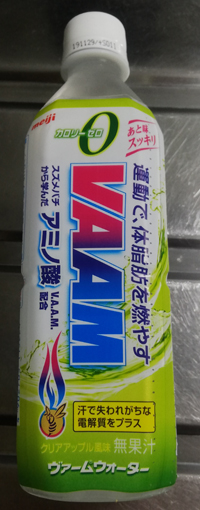 191129/+S010
meiji
カロリーゼロ
0
あと味
スッキリ
VAAM
運動で、体脂肪を燃やす
スズメバチ
から学んだ
アミノ酸
V.A.A.M.
配合
汗で失われがちな
電解質をプラス
クリアアップル風味 無果汁
ヴァームウォーター